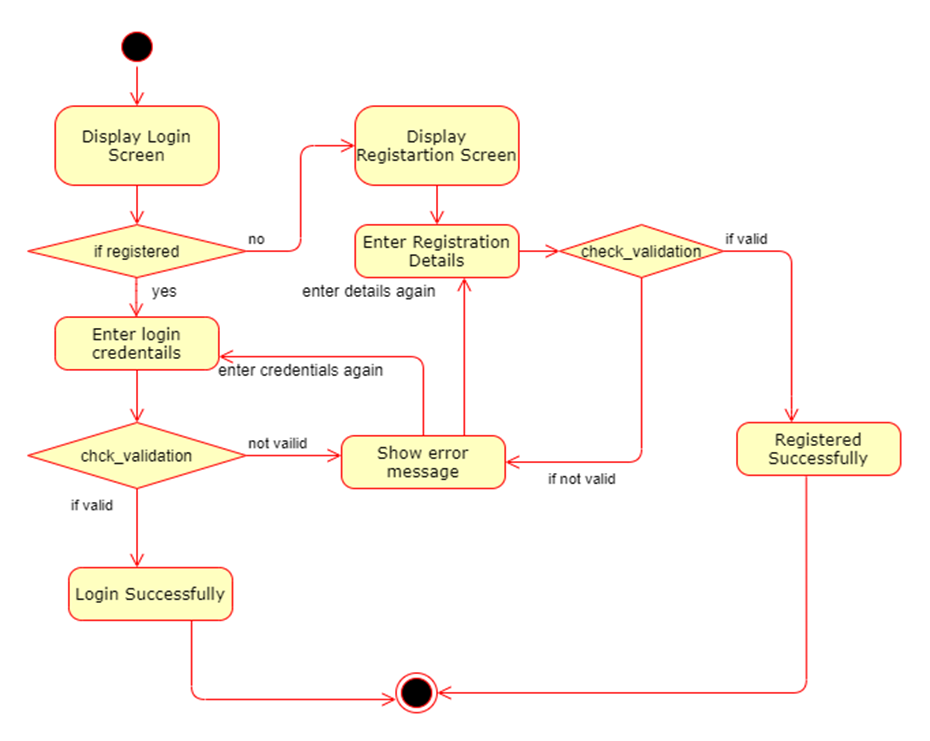 Display Login
Screen
Display
Registartion Screen
if registered
no
Enter Registration
Details
check_validation
if valid
yes
enter details again
Enter login
credentails
enter credentials again
chck_validation
not vailid
Show error
message
if not valid
Registered
Successfully
if valid
Login Successfully